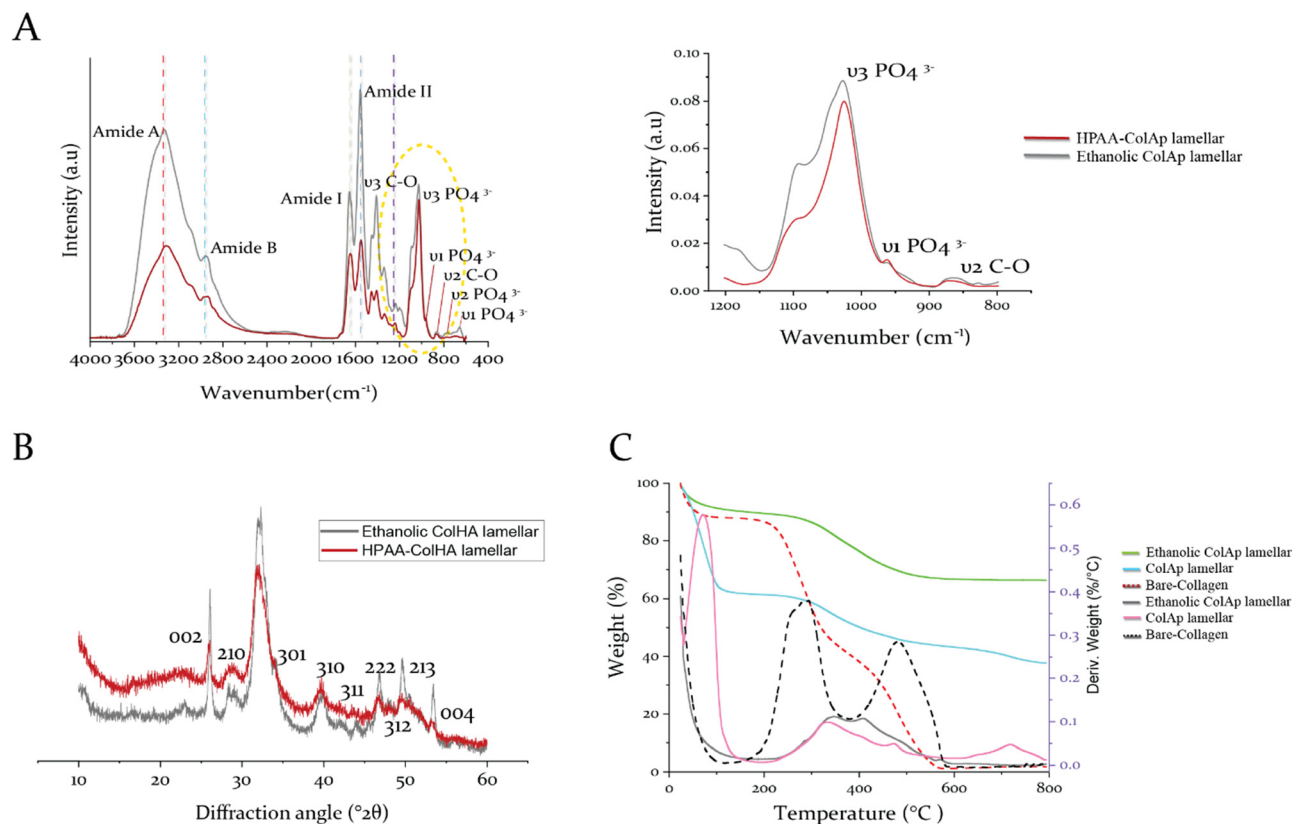 A
Intensity (a.u)
Amide A
Amide B
Amide I
Amide II
υ3 C-O
υ3 PO4 3-
υ1 PO4 3-
υ2 C-O
υ2 PO4 3-
υ1 PO4 3-
4000 3600 3200 2800 2400 2000 1600 1200 800 400
Wavenumber(cm-1)
Intensity (a.u)
0.10
0.08
0.06
0.04
0.02
0.00
υ3 PO4 3-
υ1 PO4 3-
υ2 C-O
1200 1100 1000 900 800
Wavenumber (cm-1)
HPAA-ColAp lamellar
Ethanolic ColAp lamellar
B
Ethanolic ColHA lamellar
HPAA-ColHA lamellar
002
210
301
310
311
222
312
213
004
10 20 30 40 50 60
Diffraction angle (°2θ)
C
Weight (%)
100
80
60
40
20
0
0 200 400 600 800
Temperature (°C)
0.6
0.5
0.4
0.3
0.2
0.1
0.0
Deriv. Weight (%/°C)
Ethanolic ColAp lamellar
ColAp lamellar
Bare-Collagen
Ethanolic ColAp lamellar
ColAp lamellar
Bare-Collagen